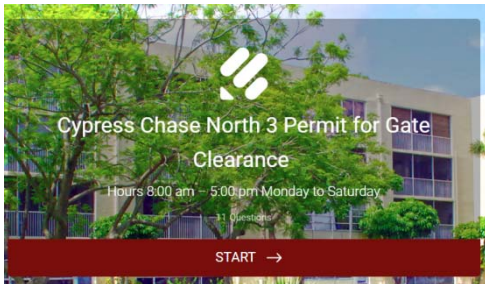 Cypress Chase North 3 Permit for Gate
Clearance
Hours 8:00 am – 5:00 pm Monday to Saturday
11 Questions
START →